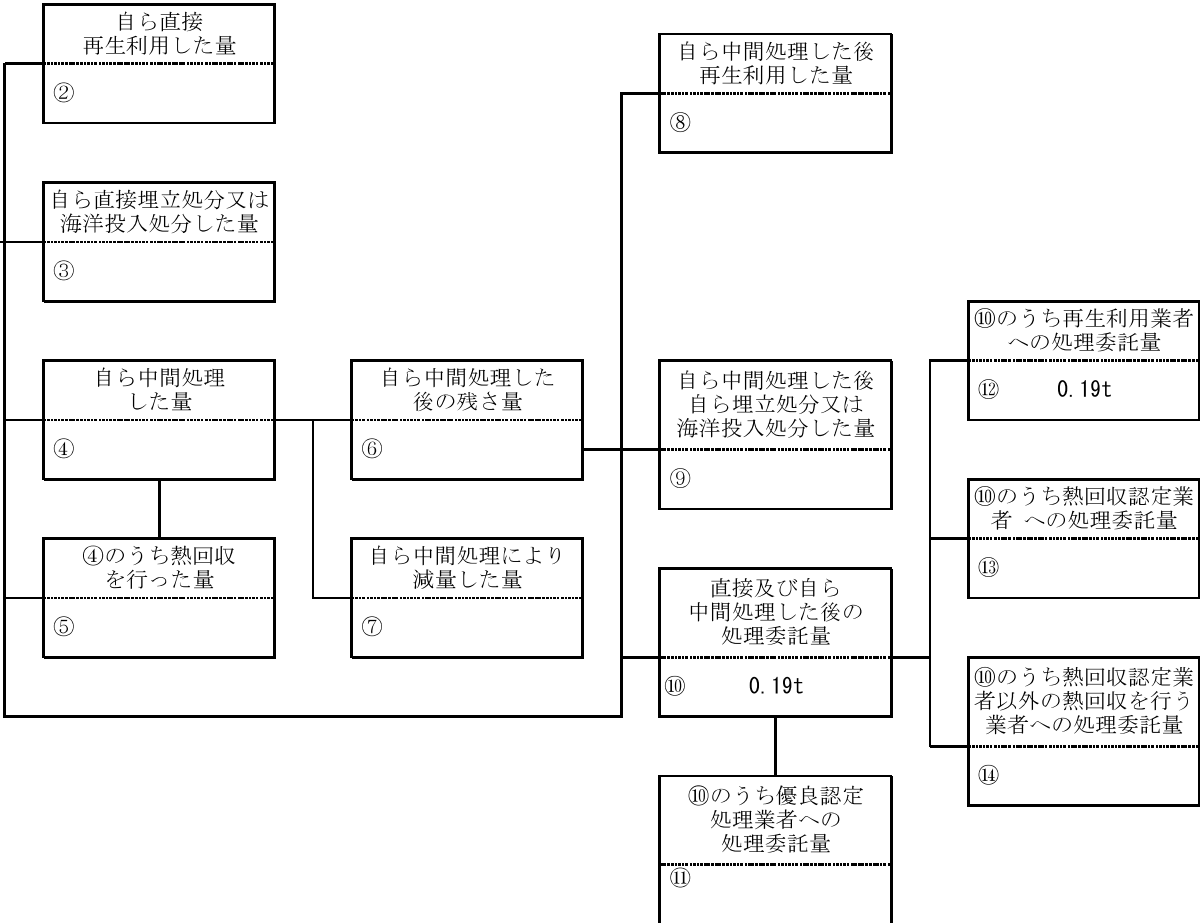 自ら直接
再生利用した量
②
自ら直接埋立処分又は
海洋投入処分した量
③
自ら中間処理
した量
④
④のうち熱回収
を行った量
⑤
自ら中間処理した
後の残さ量
⑥
自ら中間処理により
減量した量
⑦
自ら中間処理した後
再生利用した量
⑧
自ら中間処理した後
自ら埋立処分又は
海洋投入処分した量
⑨
直接及び自ら
中間処理した後の
処理委託量
⑩ 0.19t
⑩のうち優良認定
処理業者への
処理委託量
⑪
⑩のうち再生利用業者
への処理委託量
⑫ 0.19t
⑩のうち熱回収認定業
者 への処理委託量
⑬
⑩のうち熱回収認定業
者以外の熱回収を行う
業者への処理委託量
⑭